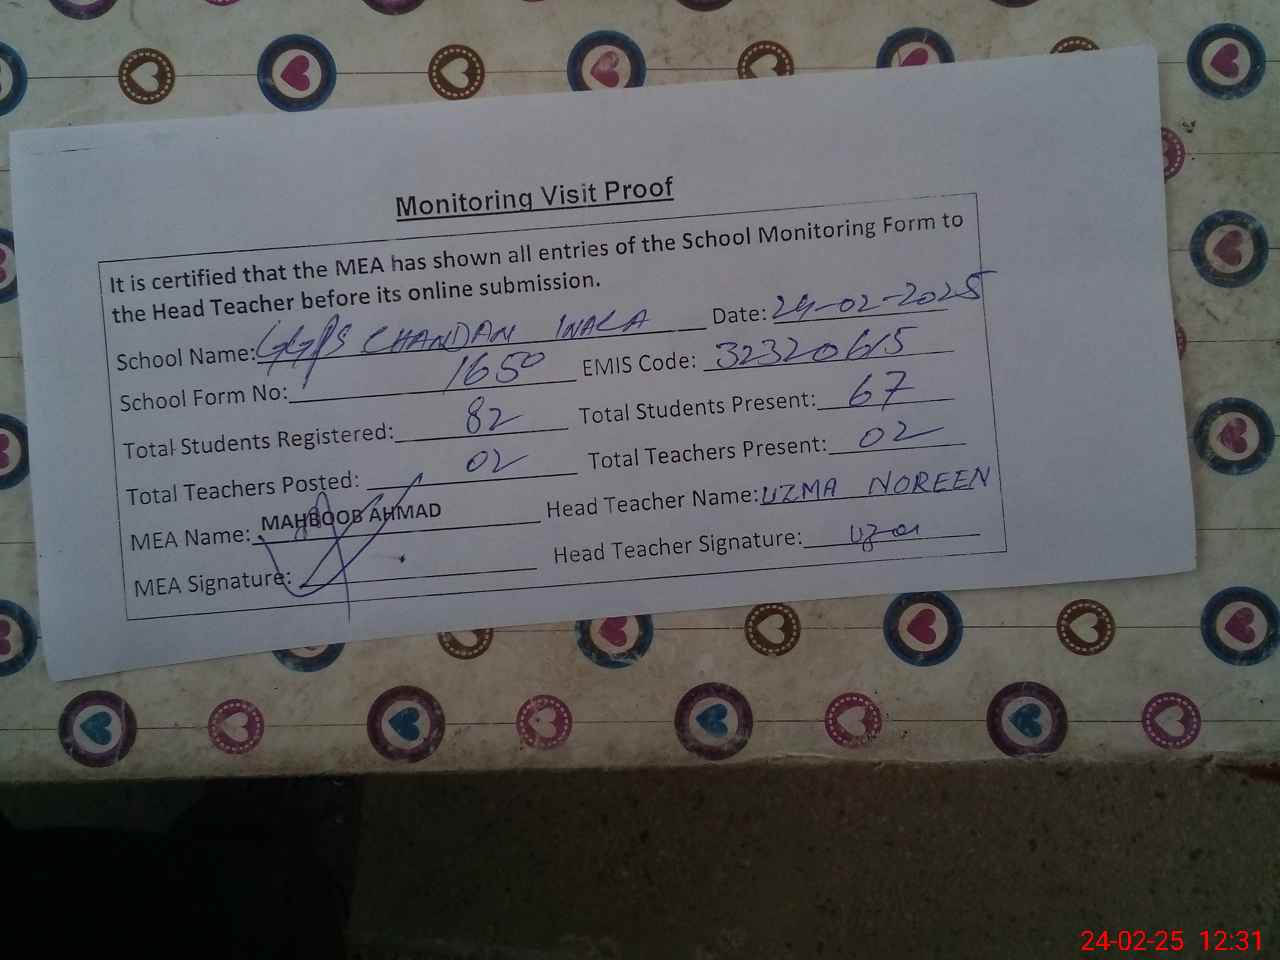 Monitoring Visit Proof
It is certified that the MEA has shown all entries of the School Monitoring Form to
the Head Teacher before its online submission.
School Name: GGPS CHANDAN WALA Date: 24-02-2025
School Form No: 1650 EMIS Code: 32320615
Total Students Registered: 82 Total Students Present: 67
Total Teachers Posted: 02 Total Teachers Present: 02
MEA Name: MAHBOOB AHMAD Head Teacher Name: UZMA NOREEN
MEA Signature: Head Teacher Signature:
24-02-25 12:31